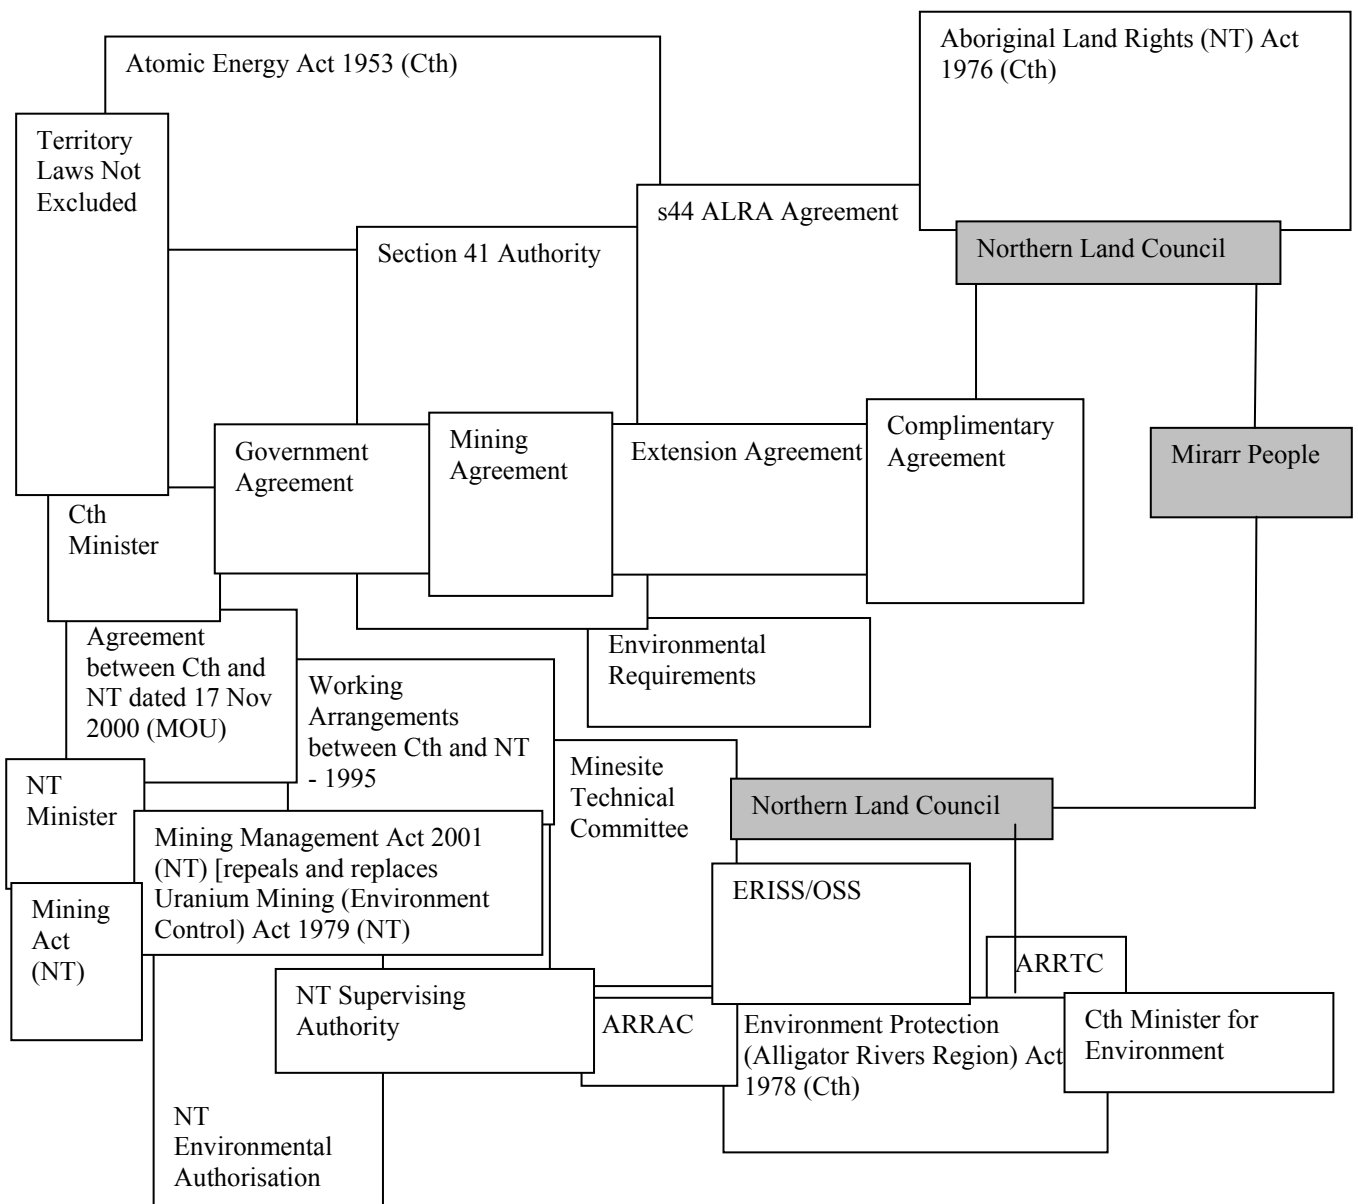 Atomic Energy Act 1953 (Cth)
Aboriginal Land Rights (NT) Act
1976 (Cth)
Territory
Laws Not
Excluded
s44 ALRA Agreement
Section 41 Authority
Northern Land Council
Government
Agreement
Mining
Agreement
Extension Agreement
Complimentary
Agreement
Mirarr People
Cth
Minister
Agreement
between Cth and
NT dated 17 Nov
2000 (MOU)
Working
Arrangements
between Cth and NT
- 1995
Environmental
Requirements
NT
Minister
Minesite
Technical
Committee
Northern Land Council
Mining Management Act 2001
(NT) [repeals and replaces
Uranium Mining (Environment
Control) Act 1979 (NT)
Mining
Act
(NT)
ERISS/OSS
ARRTC
NT Supervising
Authority
ARRAC
Environment Protection
(Alligator Rivers Region) Act
1978 (Cth)
Cth Minister for
Environment
NT
Environmental
Authorisation